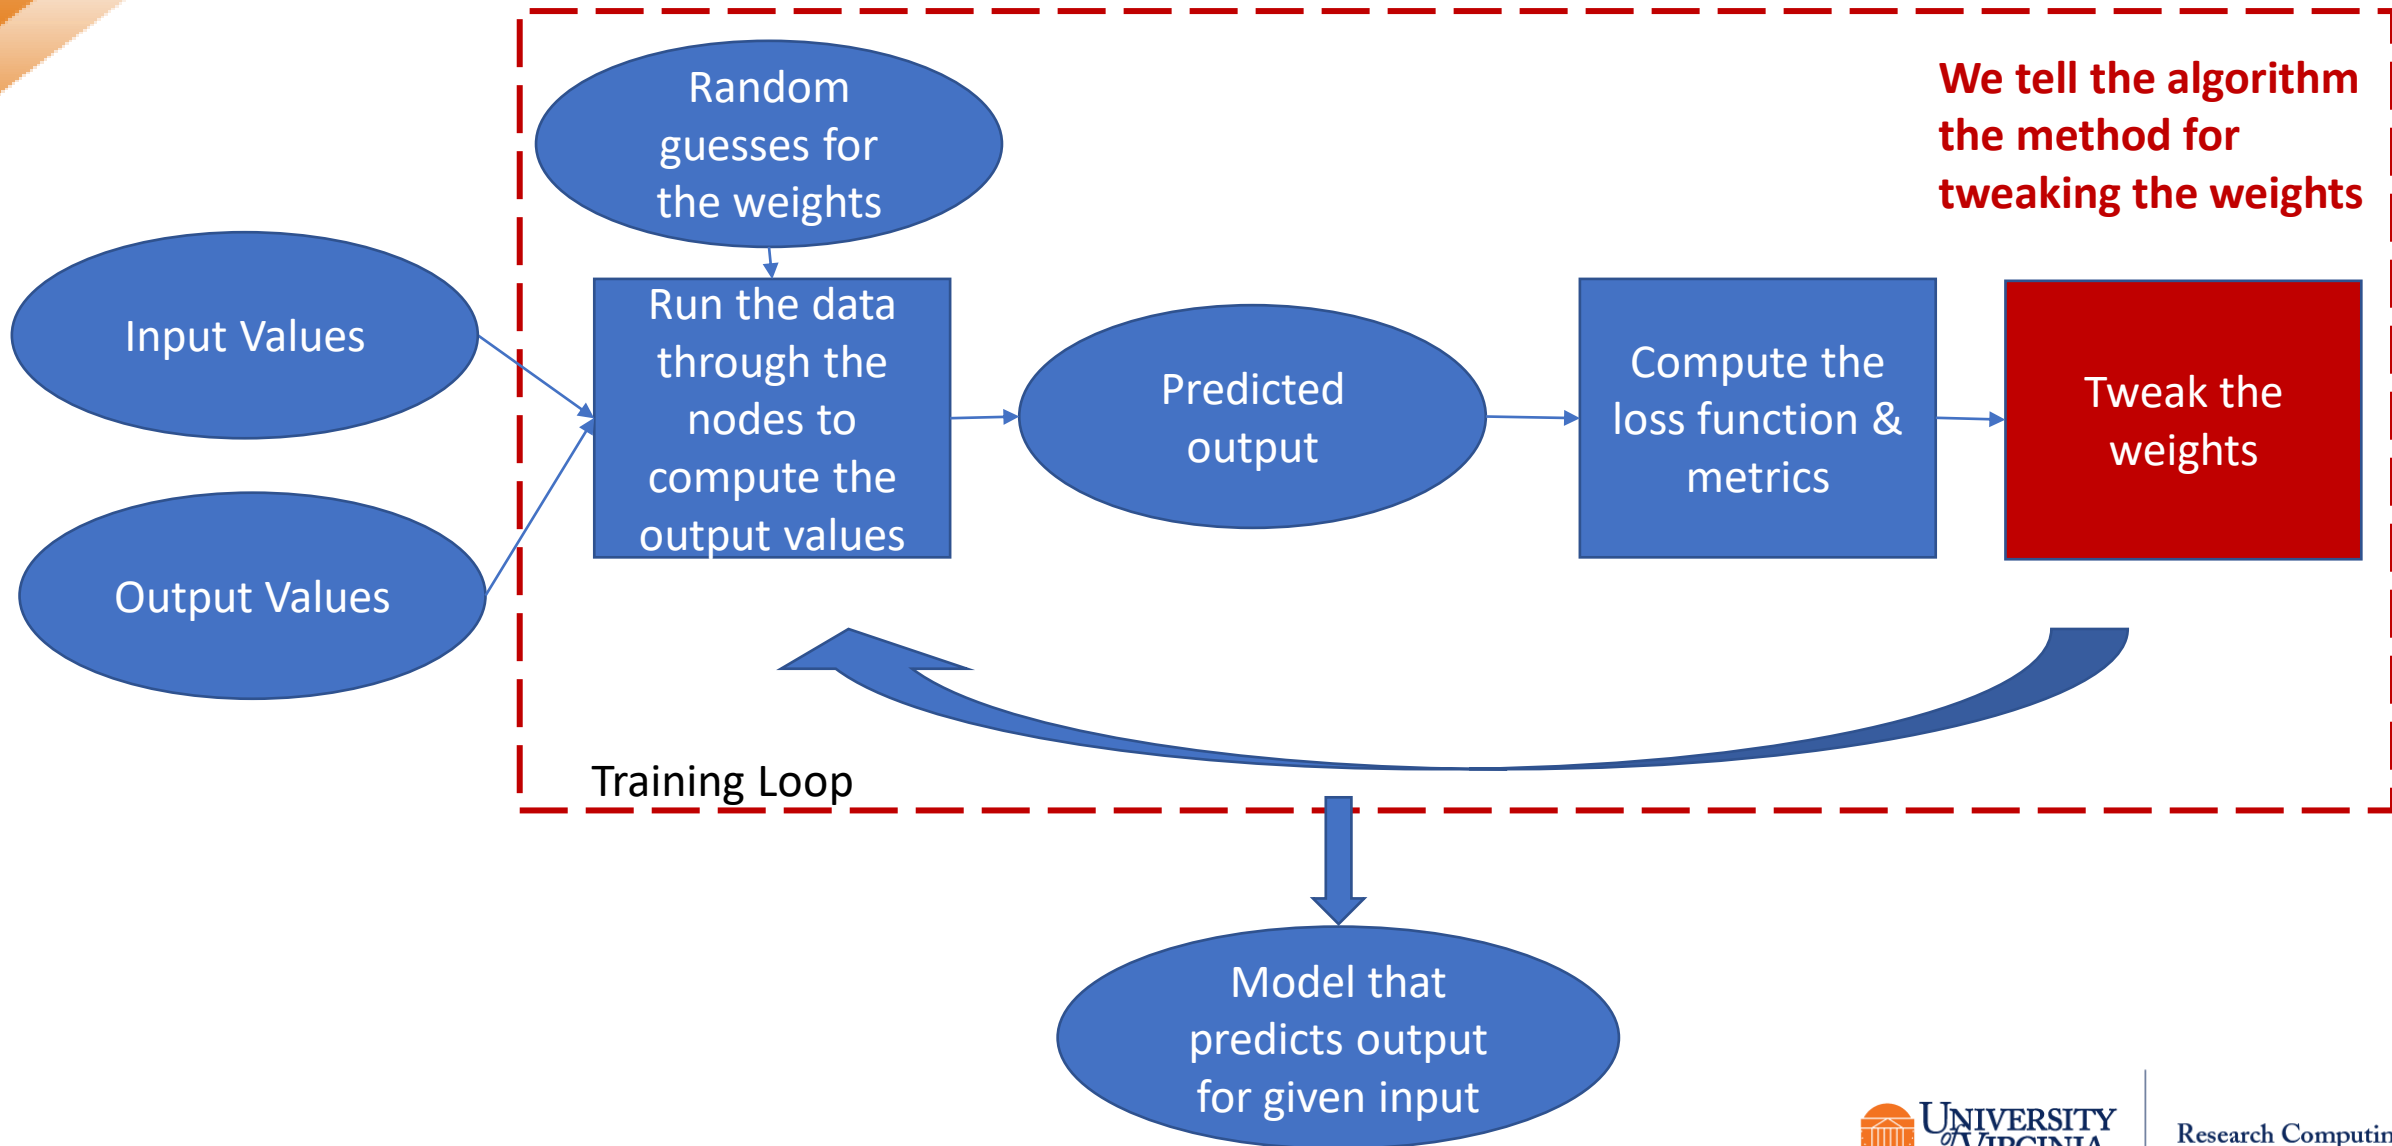 Random
guesses for
the weights
We tell the algorithm
the method for
tweaking the weights
Input Values
Output Values
Run the data
through the
nodes to
compute the
output values
Predicted
output
Compute the
loss function &
metrics
Tweak the
weights
Training Loop
Model that
predicts output
for given input
UNIVERSITY
of VIRGINIA
Research Computin